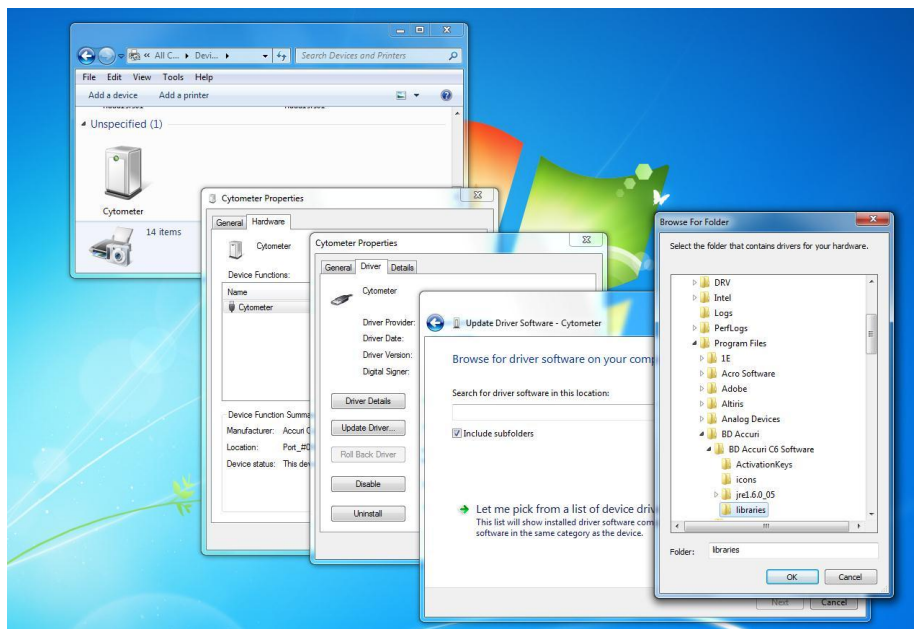 « All C... ▸ Devi... ▸
Search Devices and Printers
File Edit View Tools Help
Add a device Add a printer
Unspecified (1)
Cytometer
14 items
Cytometer Properties
General Hardware
Cytometer
Device Functions:
Name
Cytometer
Device Function Summa
Manufacturer: Accuri C
Location: Port_#0
Device status: This dev
Cytometer Properties
General Driver Details
Cytometer
Driver Provider:
Driver Date:
Driver Version:
Digital Signer:
Driver Details
Update Driver...
Roll Back Driver
Disable
Uninstall
Update Driver Software - Cytometer
Browse for driver software on your comp
Search for driver software in this location:
Include subfolders
Let me pick from a list of device driv
This list will show installed driver software com
software in the same category as the device.
Next Cancel
Browse For Folder
Select the folder that contains drivers for your hardware.
DRV
Intel
Logs
PerfLogs
Program Files
1E
Acro Software
Adobe
Altiris
Analog Devices
BD Accuri
BD Accuri C6 Software
ActivationKeys
icons
jre1.6.0_05
libraries
Folder: libraries
OK Cancel